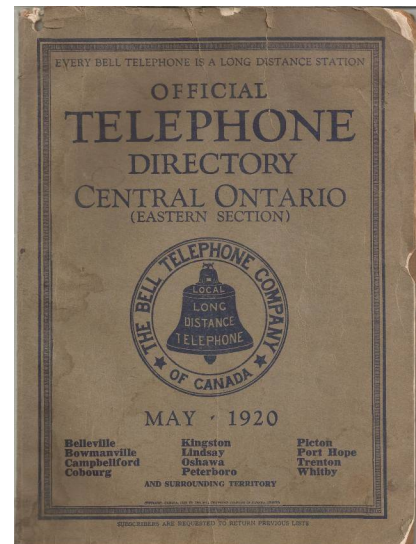 EVERY BELL TELEPHONE IS A LONG DISTANCE STATION
OFFICIAL
TELEPHONE
DIRECTORY
CENTRAL ONTARIO
(EASTERN SECTION)
THE BELL TELEPHONE COMPANY
OF CANADA
LOCAL
LONG
DISTANCE
TELEPHONE
MAY · 1920
Belleville Kingston Picton
Bowmanville Lindsay Port Hope
Campbellford Oshawa Trenton
Cobourg Peterboro Whitby
AND SURROUNDING TERRITORY
SUBSCRIBERS ARE REQUESTED TO RETURN PREVIOUS LISTS